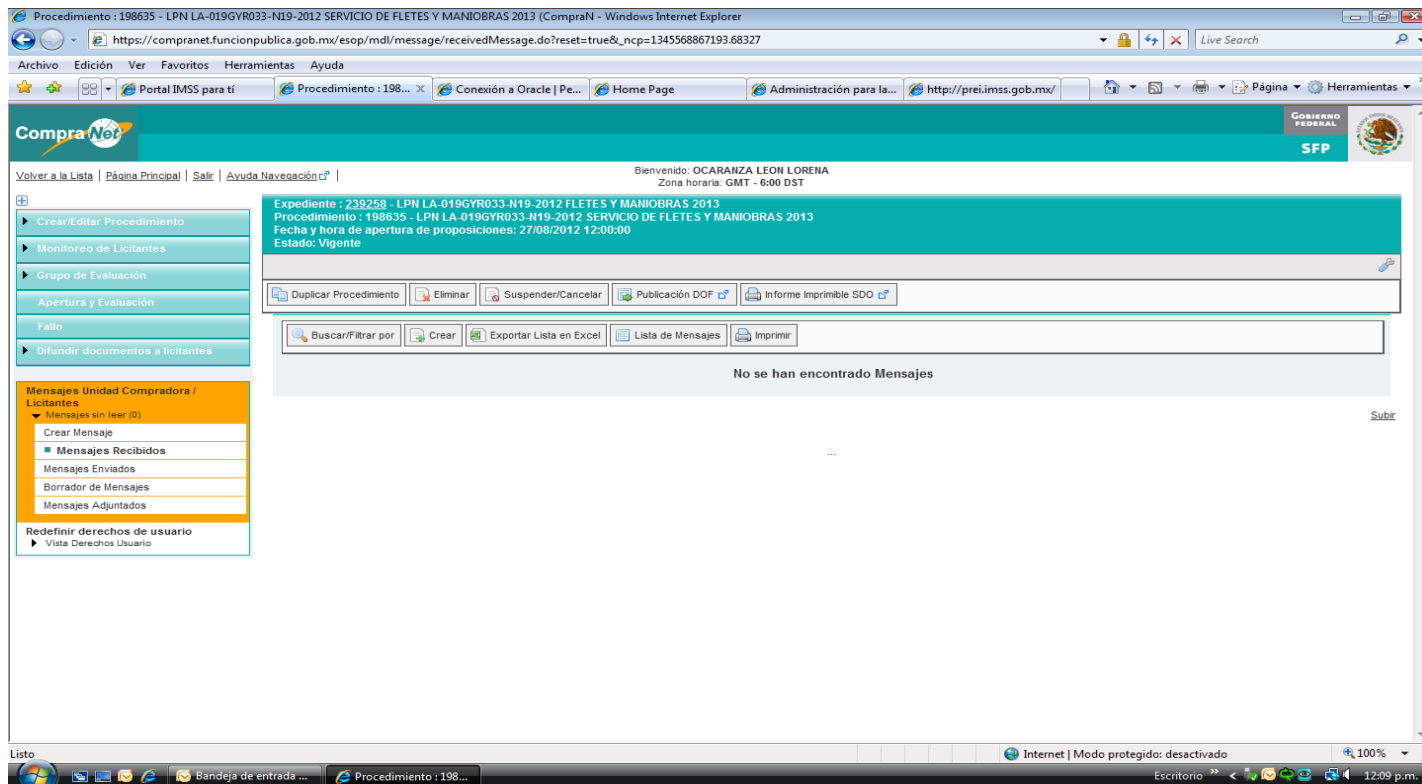 Procedimiento : 198635 - LPN LA-019GYR033-N19-2012 SERVICIO DE FLETES Y MANIOBRAS 2013 (CompraN - Windows Internet Explorer
https://compranet.funcionpublica.gob.mx/esop/mdl/message/receivedMessage.do?reset=true&_ncp=1345568867193.68327
Live Search
Archivo Edición Ver Favoritos Herramientas Ayuda
Portal IMSS para tí
Procedimiento : 198...
Conexión a Oracle | Pe...
Home Page
Administración para la...
http://prei.imss.gob.mx/
Página
Herramientas
CompraNet
GOBIERNO FEDERAL
SFP
Volver a la Lista | Página Principal | Salir | Ayuda Navegación |
Bienvenido: OCARANZA LEON LORENA
Zona horaria: GMT - 6:00 DST
Crear/Editar Procedimiento
Monitoreo de Licitantes
Grupo de Evaluación
Apertura y Evaluación
Fallo
Difundir documentos a licitantes
Mensajes Unidad Compradora / Licitantes
Mensajes sin leer (0)
Crear Mensaje
Mensajes Recibidos
Mensajes Enviados
Borrador de Mensajes
Mensajes Adjuntados
Redefinir derechos de usuario
Vista Derechos Usuario
Expediente : 239258 - LPN LA-019GYR033-N19-2012 FLETES Y MANIOBRAS 2013
Procedimiento : 198635 - LPN LA-019GYR033-N19-2012 SERVICIO DE FLETES Y MANIOBRAS 2013
Fecha y hora de apertura de proposiciones: 27/08/2012 12:00:00
Estado: Vigente
Duplicar Procedimiento
Eliminar
Suspender/Cancelar
Publicación DOF
Informe Imprimible SDO
Buscar/Filtrar por
Crear
Exportar Lista en Excel
Lista de Mensajes
Imprimir
No se han encontrado Mensajes
Subir
...
Listo
Internet | Modo protegido: desactivado
100%
Bandeja de entrada ...
Procedimiento : 198...
Escritorio
12:09 p.m.